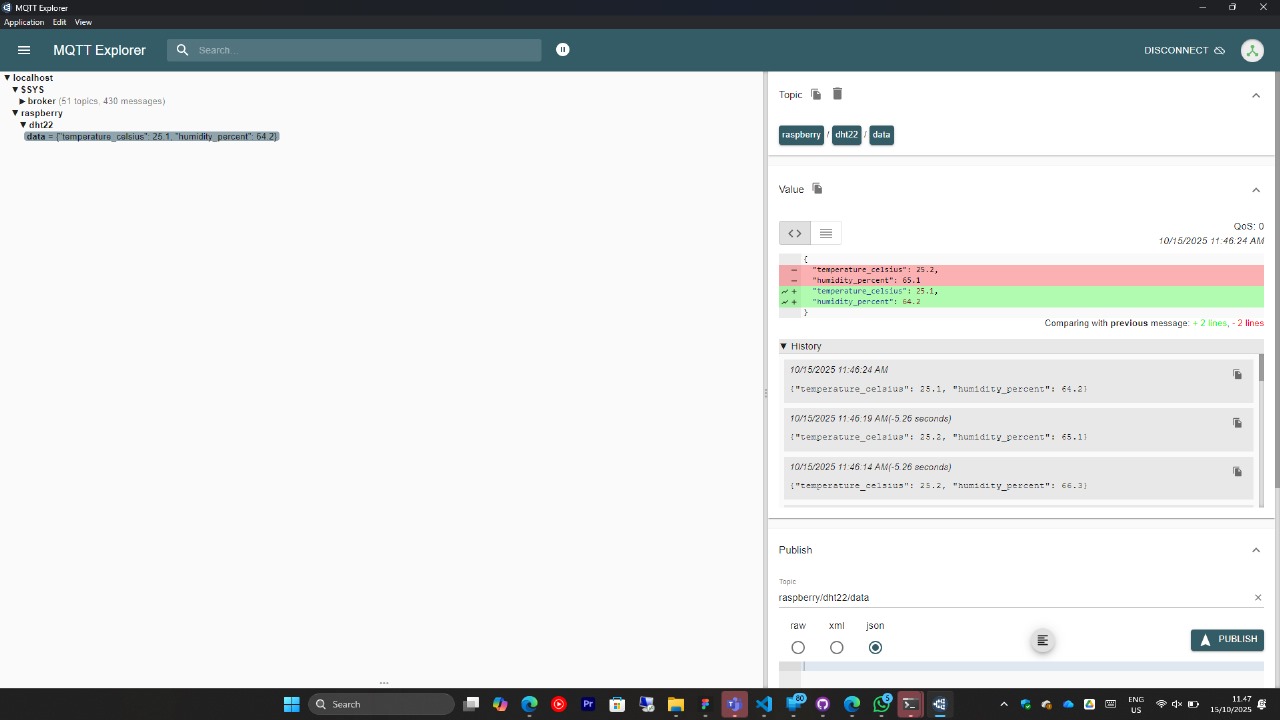 MQTT Explorer
Application Edit View
MQTT Explorer Search... DISCONNECT
▼ localhost
▼ $SYS
▶ broker (51 topics, 430 messages)
▼ raspberry
▼ dht22
data = {"temperature_celsius": 25.1, "humidity_percent": 64.2}
Topic
raspberry / dht22 / data
Value
QoS: 0
10/15/2025 11:46:24 AM
{
- "temperature_celsius": 25.2,
- "humidity_percent": 65.1
+ "temperature_celsius": 25.1,
+ "humidity_percent": 64.2
}
Comparing with previous message: + 2 lines, - 2 lines
▼ History
10/15/2025 11:46:24 AM
{"temperature_celsius": 25.1, "humidity_percent": 64.2}
10/15/2025 11:46:19 AM(-5.26 seconds)
{"temperature_celsius": 25.2, "humidity_percent": 65.1}
10/15/2025 11:46:14 AM(-5.26 seconds)
{"temperature_celsius": 25.2, "humidity_percent": 66.3}
Publish
Topic
raspberry/dht22/data
raw xml json
PUBLISH
Search
Pr
80
5
ENG
US
11:47
15/10/2025